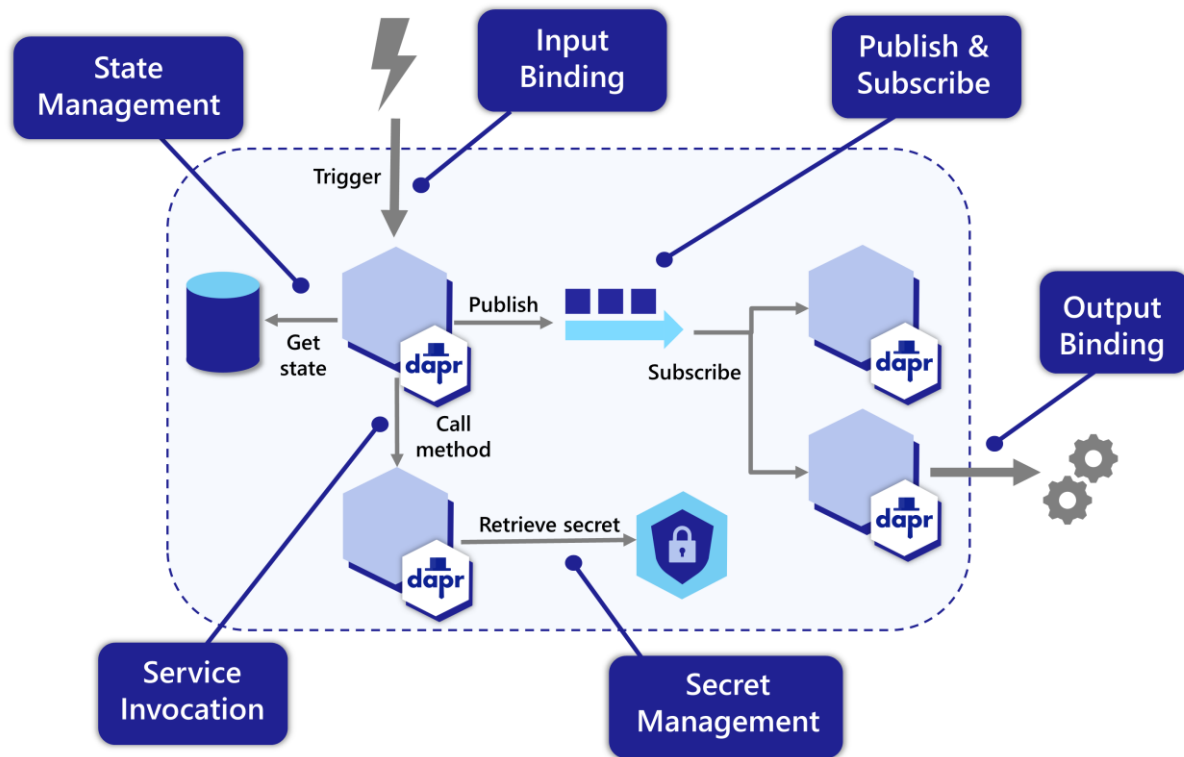 State
Management
Input
Binding
Publish &
Subscribe
Trigger
Publish
Get
state
dapr
Subscribe
dapr
Output
Binding
Call
method
dapr
Retrieve secret
dapr
Service
Invocation
Secret
Management